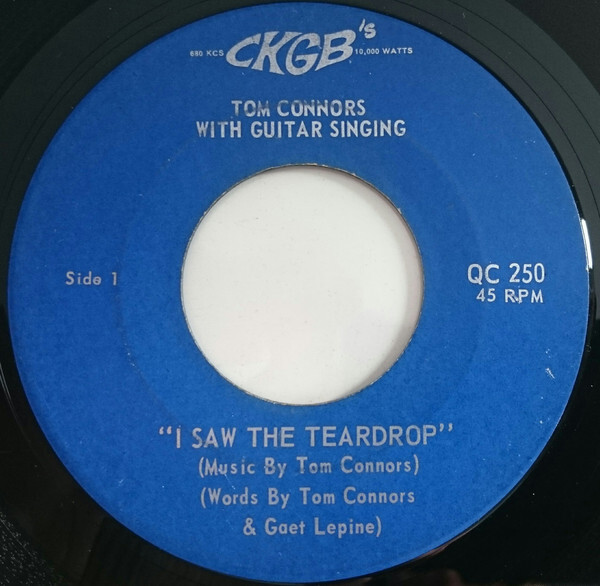 680 KCS CKGB's 10,000 WATTS
TOM CONNORS
WITH GUITAR SINGING
Side 1
QC 250
45 RPM
"I SAW THE TEARDROP"
(Music By Tom Connors)
(Words By Tom Connors
& Gaet Lepine)